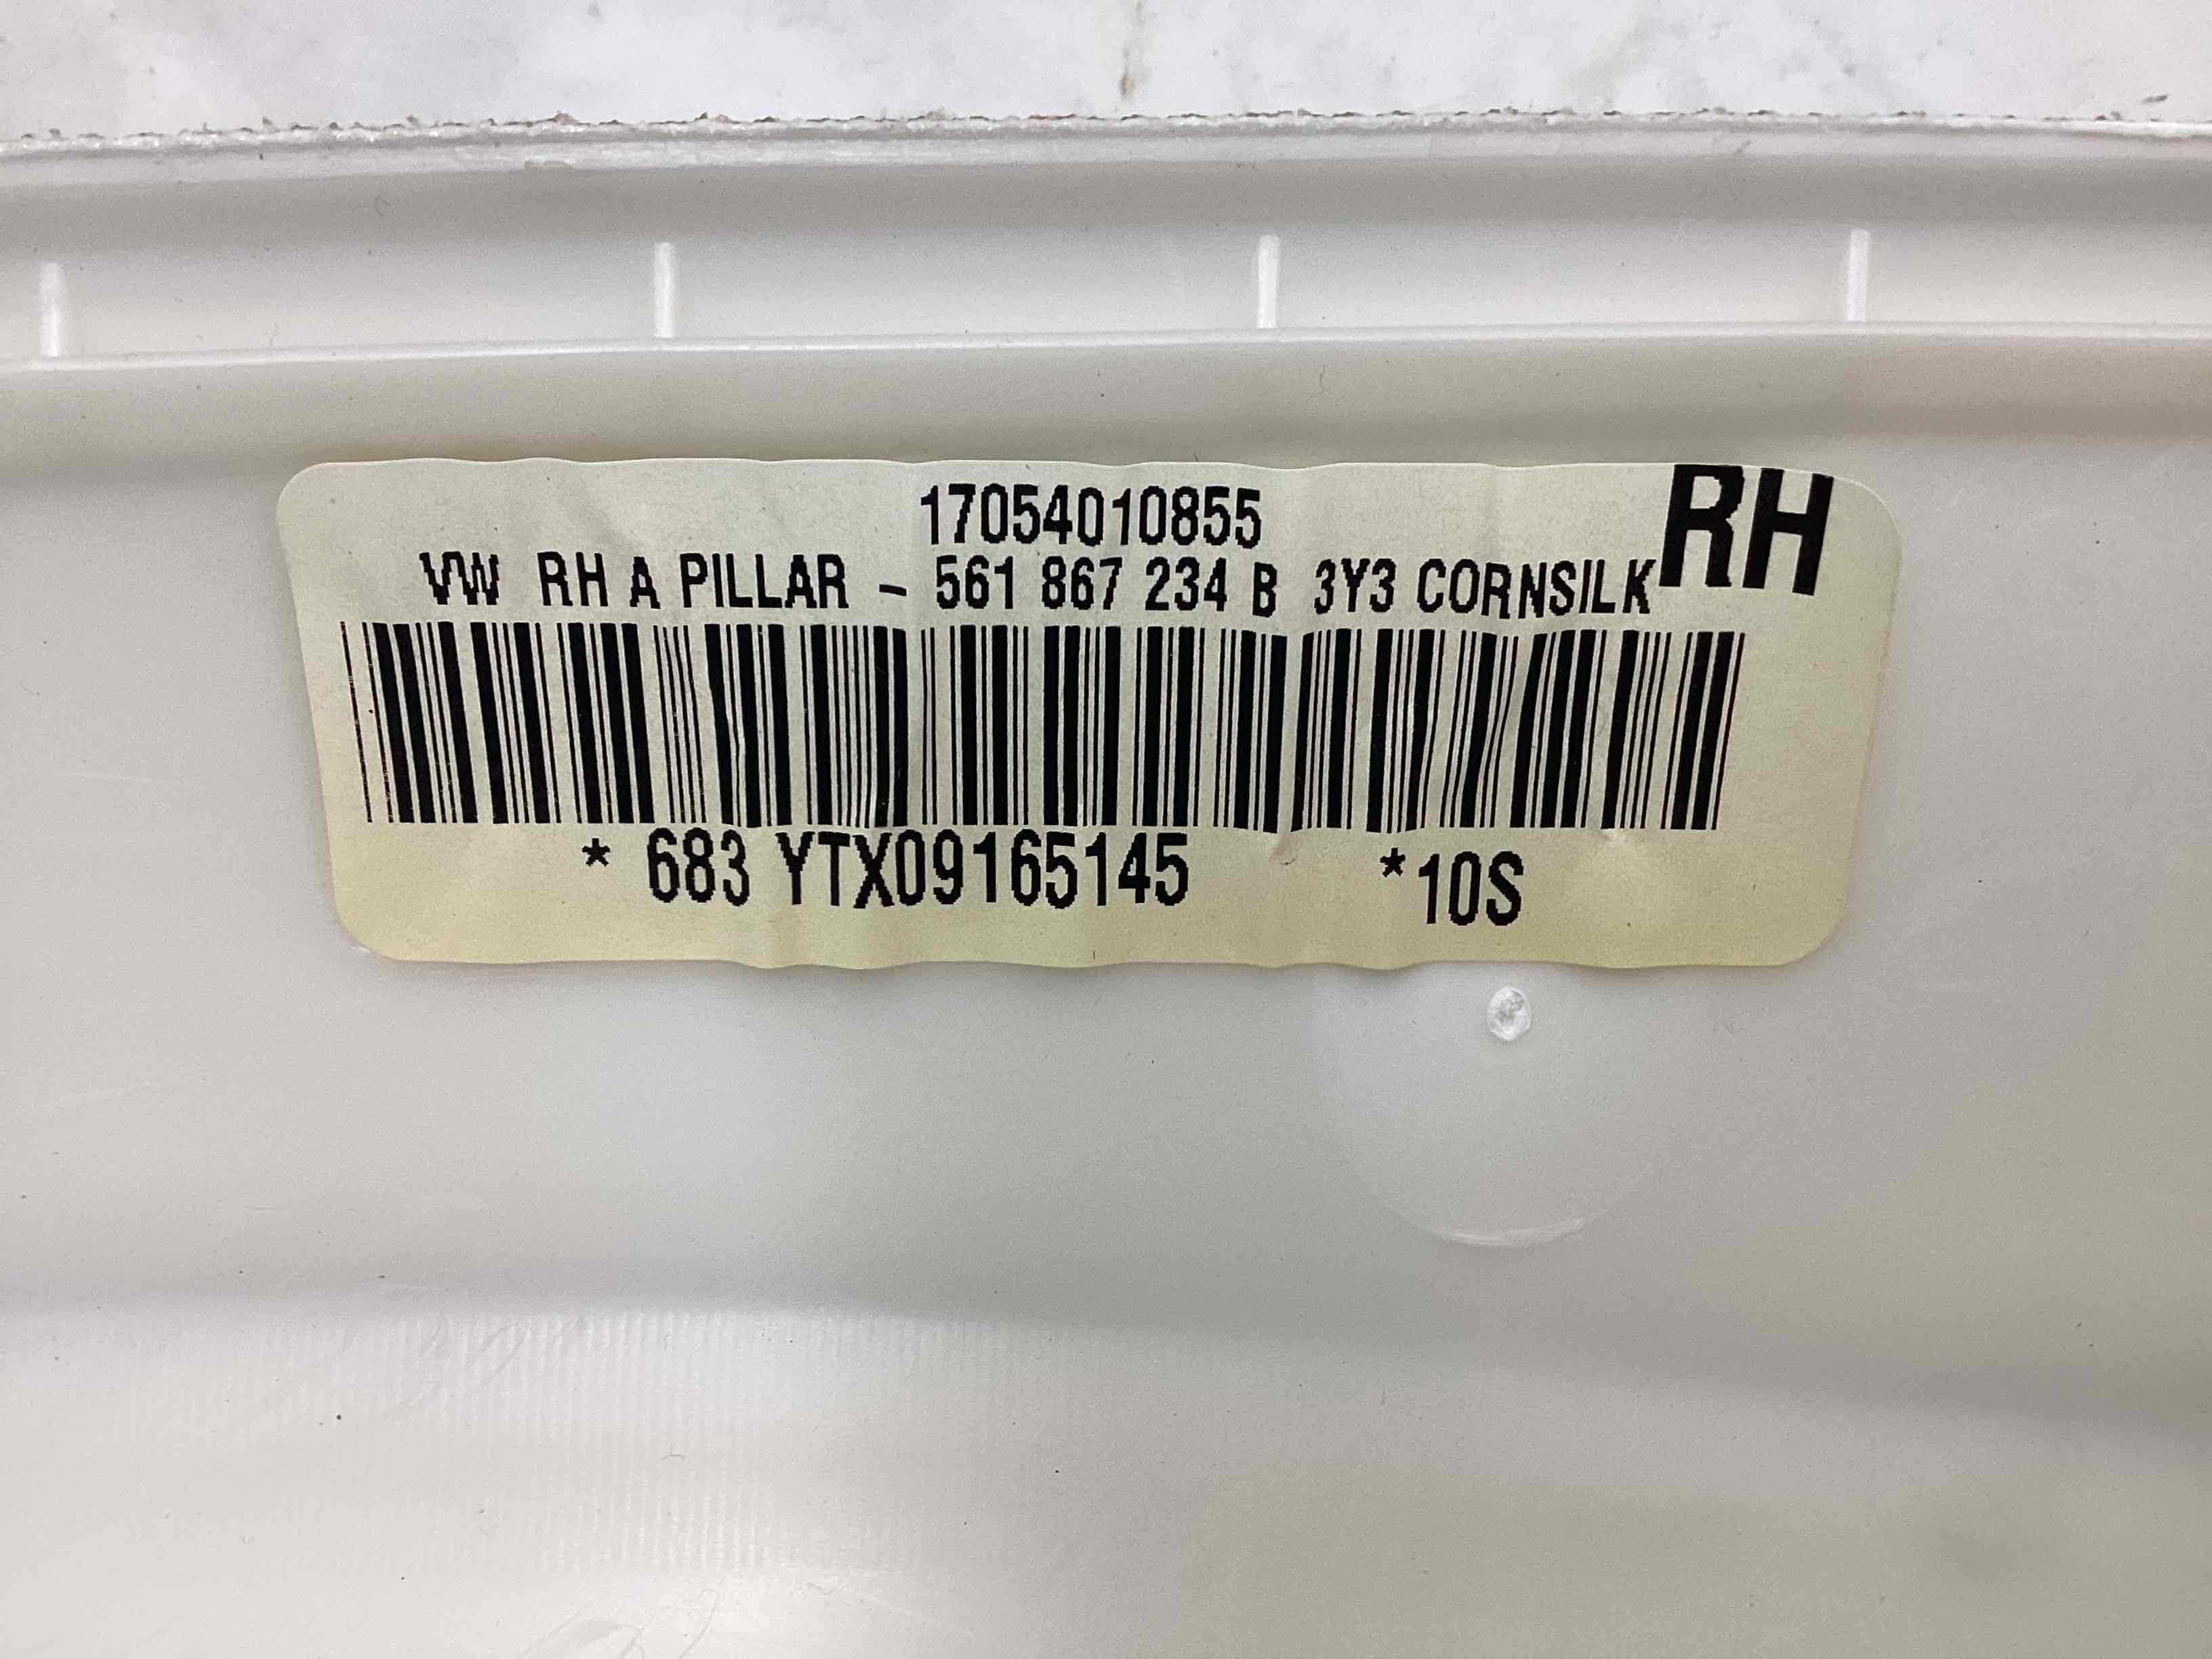 17054010855
RH
VW RH A PILLAR - 561 867 234 B 3Y3 CORNSILK
* 683 YTX09165145 *10S